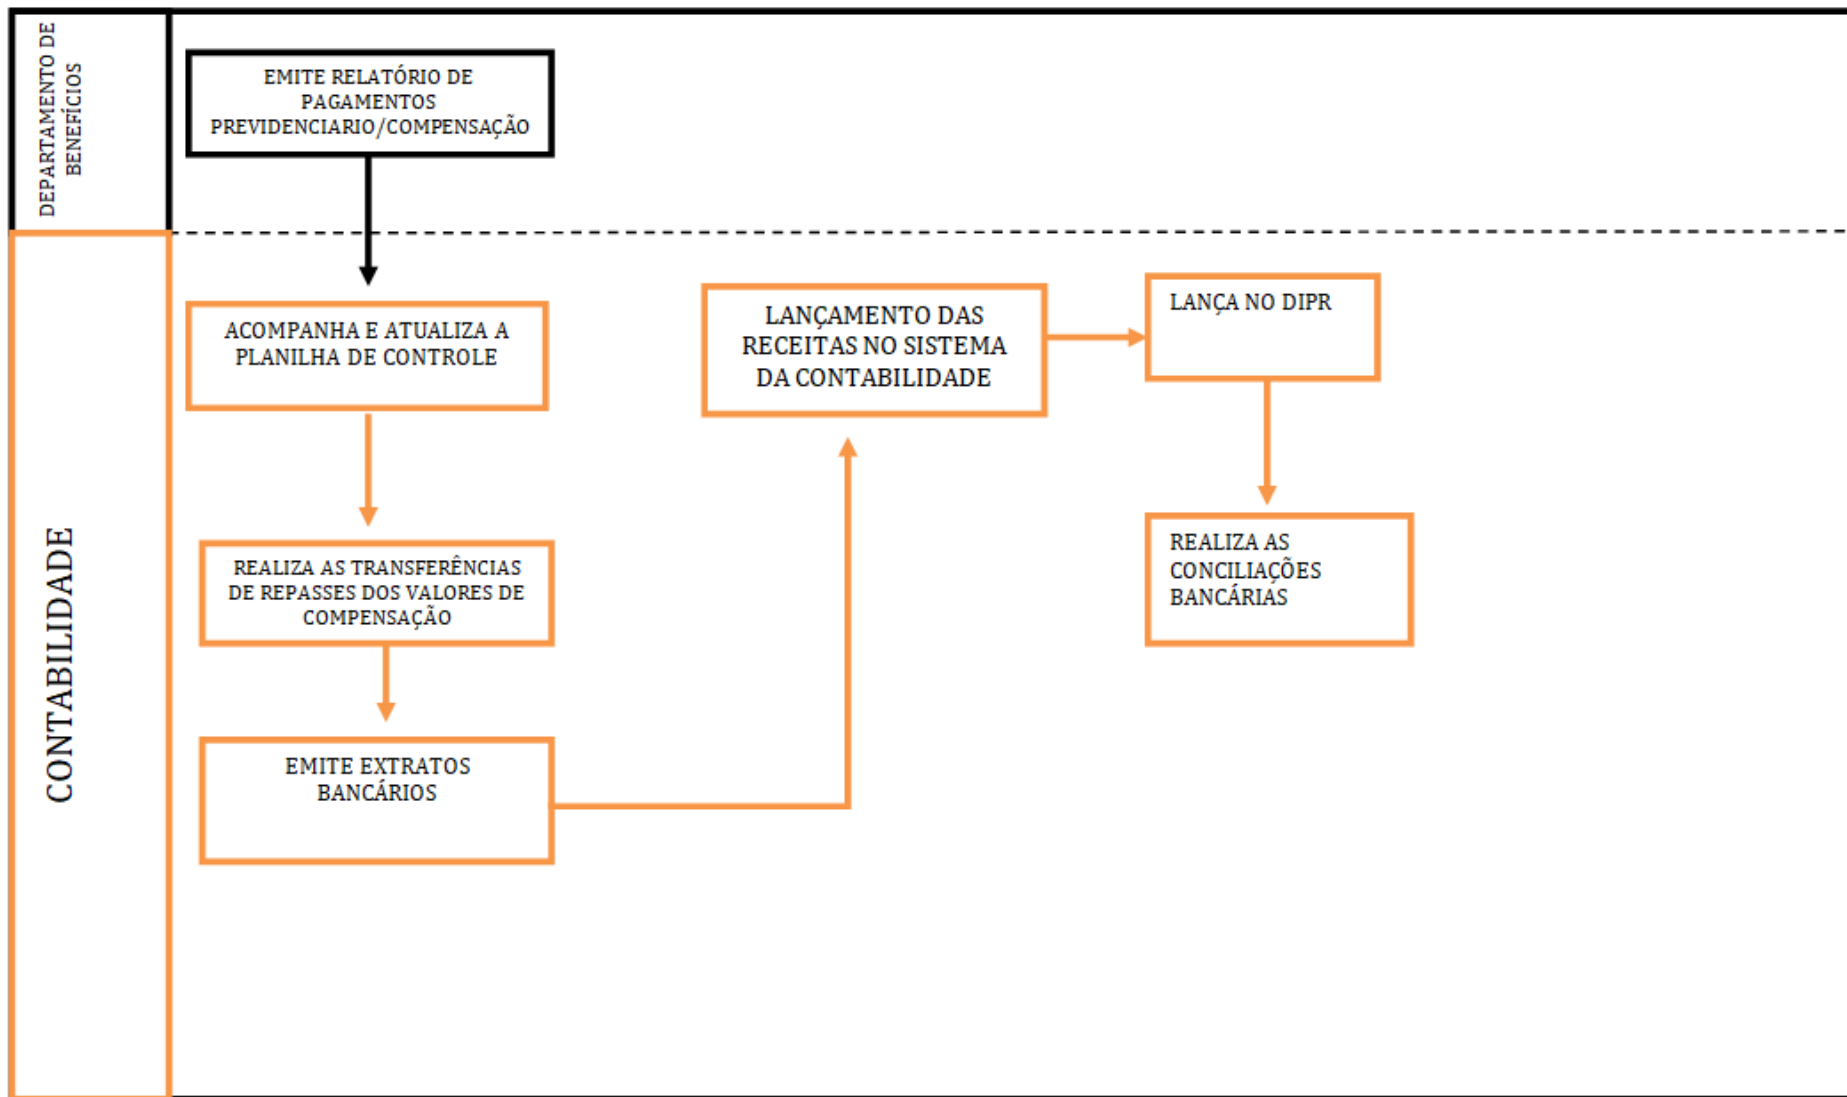 DEPARTAMENTO DE
BENEFÍCIOS
EMITE RELATÓRIO DE
PAGAMENTOS
PREVIDENCIARIO/COMPENSAÇÃO
CONTABILIDADE
ACOMPANHA E ATUALIZA A
PLANILHA DE CONTROLE
REALIZA AS TRANSFERÊNCIAS
DE REPASSES DOS VALORES DE
COMPENSAÇÃO
EMITE EXTRATOS
BANCÁRIOS
LANÇAMENTO DAS
RECEITAS NO SISTEMA
DA CONTABILIDADE
LANÇA NO DIPR
REALIZA AS
CONCILIAÇÕES
BANCÁRIAS